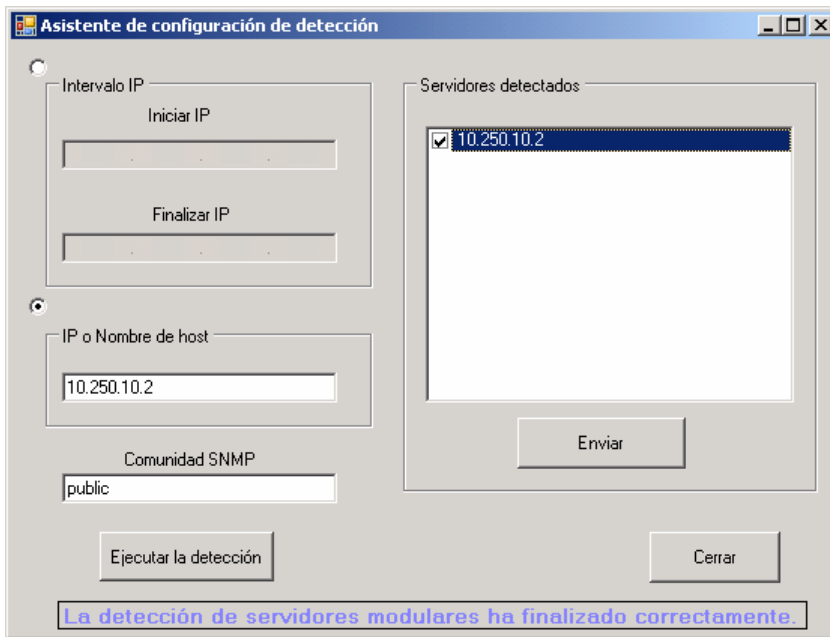 Asistente de configuración de detección
Intervalo IP
Iniciar IP
. . .
Finalizar IP
. . .
IP o Nombre de host
10.250.10.2
Comunidad SNMP
public
Ejecutar la detección
Servidores detectados
10.250.10.2
Enviar
Cerrar
La detección de servidores modulares ha finalizado correctamente.